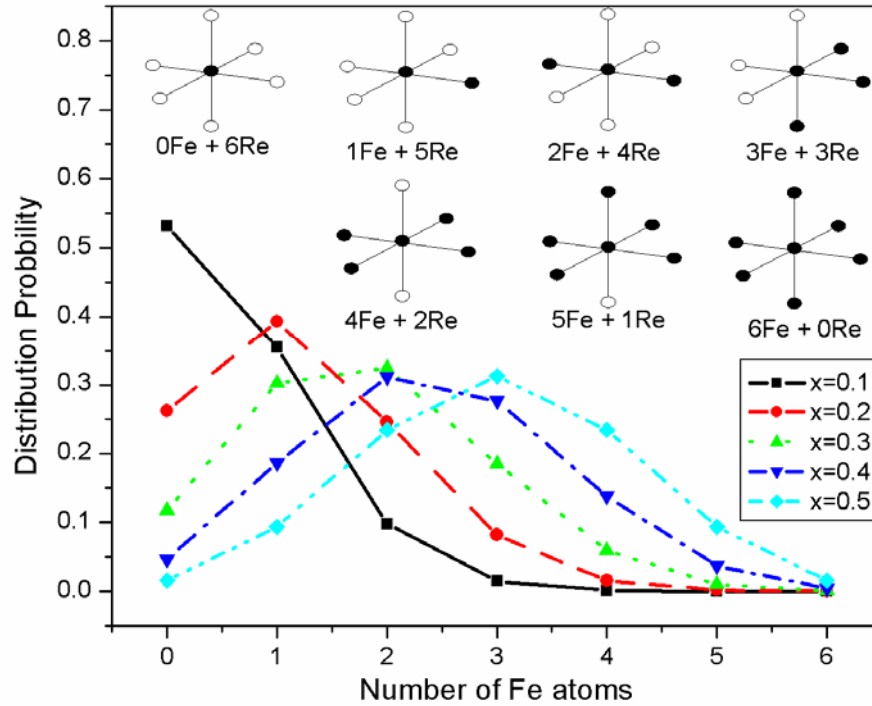 0.8
0.7
0.6
0.5
0.4
0.3
0.2
0.1
0.0
Distribution Probbility
0Fe + 6Re
1Fe + 5Re
2Fe + 4Re
3Fe + 3Re
4Fe + 2Re
5Fe + 1Re
6Fe + 0Re
x=0.1
x=0.2
x=0.3
x=0.4
x=0.5
0 1 2 3 4 5 6
Number of Fe atoms